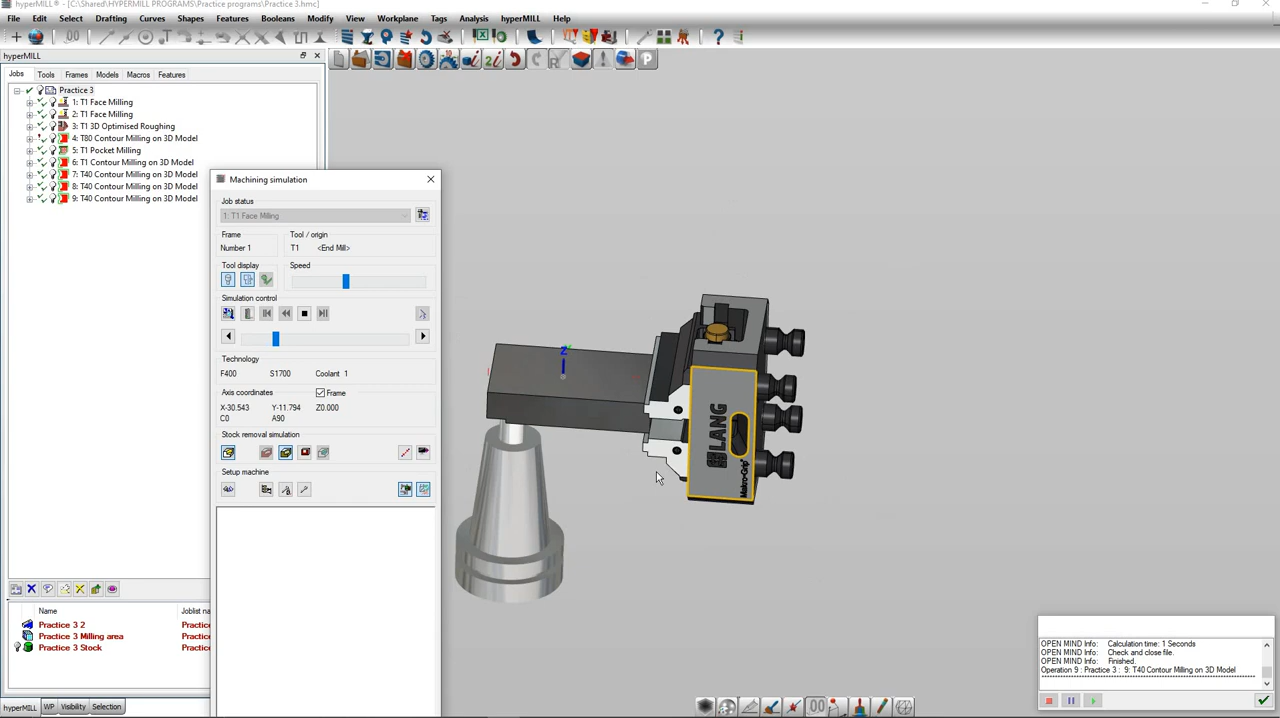 hyperMILL® - [C:\Shared\HYPERMILL PROGRAMS\Practice programs\Practice 3.hmc]
File Edit Select Drafting Curves Shapes Features Booleans Modify View Workplane Tags Analysis hyperMILL Info Help
hyperMILL
Jobs Tools Frames Models Macros Features
Practice 3
1: T1 Face Milling
2: T1 Face Milling
3: T1 3D Optimised Roughing
4: T80 Contour Milling on 3D Model
5: T1 Pocket Milling
6: T1 Contour Milling on 3D Model
7: T40 Contour Milling on 3D Model
8: T40 Contour Milling on 3D Model
9: T40 Contour Milling on 3D Model
Machining simulation
Job status
1: T1 Face Milling
Frame Tool / origin
Number 1 T1 <End Mill>
Tool display Speed
Simulation control
Technology
F400 S1700 Coolant 1
Axis coordinates Frame
X-30.543 Y-11.794 Z0.000
C0 A90
Stock removal simulation
Setup machine
Z
LANG
Makro•Grip
Name Joblist na
Practice 3 2 Practic
Practice 3 Milling area Practic
Practice 3 Stock Practic
hyperMILL WP Visibility Selection
OPEN MIND Info: Calculation time: 1 Seconds
OPEN MIND Info: Check and close file.
OPEN MIND Info: Finished.
Operation 9 : Practice 3 : 9: T40 Contour Milling on 3D Model